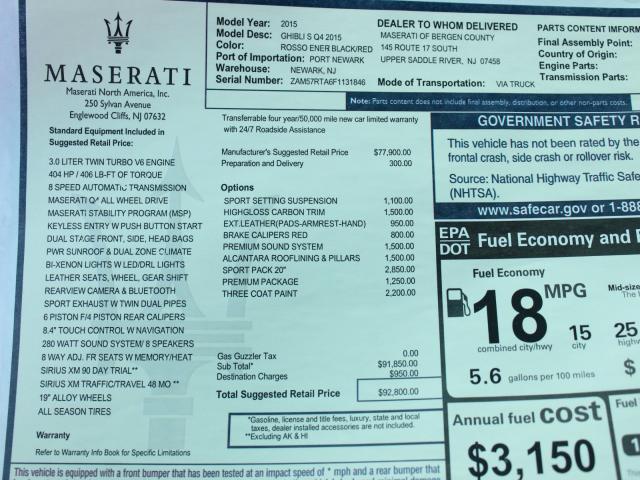 MASERATI
Maserati North America, Inc.
250 Sylvan Avenue
Englewood Cliffs, NJ 07632
Standard Equipment Included in
Suggested Retail Price:
3.0 LITER TWIN TURBO V6 ENGINE
404 HP / 406 LB-FT OF TORQUE
8 SPEED AUTOMATIC TRANSMISSION
MASERATI Q4 ALL WHEEL DRIVE
MASERATI STABILITY PROGRAM (MSP)
KEYLESS ENTRY W PUSH BUTTON START
DUAL STAGE FRONT, SIDE, HEAD BAGS
PWR SUNROOF & DUAL ZONE CLIMATE
BI-XENON LIGHTS W LED/DRL LIGHTS
LEATHER SEATS, WHEEL, GEAR SHIFT
REARVIEW CAMERA & BLUETOOTH
SPORT EXHAUST W TWIN DUAL PIPES
6 PISTON F/4 PISTON REAR CALIPERS
8.4" TOUCH CONTROL W NAVIGATION
280 WATT SOUND SYSTEM/ 8 SPEAKERS
8 WAY ADJ. FR SEATS W MEMORY/HEAT
SIRIUS XM 90 DAY TRIAL**
SIRIUS XM TRAFFIC/TRAVEL 48 MO **
19" ALLOY WHEELS
ALL SEASON TIRES
Warranty
Refer to Warranty Info Book for Specific Limitations
Model Year: 2015
Model Desc: GHIBLI S Q4 2015
Color: ROSSO ENER BLACK/RED
Port of Importation: PORT NEWARK
Warehouse: NEWARK, NJ
Serial Number: ZAM57RTA6F1131846
DEALER TO WHOM DELIVERED
MASERATI OF BERGEN COUNTY
145 ROUTE 17 SOUTH
UPPER SADDLE RIVER, NJ 07458
Mode of Transportation: VIA TRUCK
PARTS CONTENT INFORM
Final Assembly Point:
Country of Origin:
Engine Parts:
Transmission Parts:
Note: Parts content does not include final assembly, distribution, or other non-parts costs.
Transferrable four year/50,000 mile new car limited warranty
with 24/7 Roadside Assistance
Manufacturer's Suggested Retail Price $77,900.00
Preparation and Delivery 300.00
Options
SPORT SETTING SUSPENSION 1,100.00
HIGHGLOSS CARBON TRIM 1,500.00
EXT.LEATHER(PADS-ARMREST-HAND) 950.00
BRAKE CALIPERS RED 800.00
PREMIUM SOUND SYSTEM 1,500.00
ALCANTARA ROOFLINING & PILLARS 1,500.00
SPORT PACK 20" 2,850.00
PREMIUM PACKAGE 1,250.00
THREE COAT PAINT 2,200.00
Gas Guzzler Tax 0.00
Sub Total* $91,850.00
Destination Charges $950.00
Total Suggested Retail Price $92,800.00
*Gasoline, license and title fees, luxury, state and local
taxes, dealer installed accessories are not included.
**Excluding AK & HI
This vehicle is equipped with a front bumper that has been tested at an impact speed of * mph and a rear bumper that
GOVERNMENT SAFETY R
This vehicle has not been rated by the
frontal crash, side crash or rollover risk.
Source: National Highway Traffic Safe
(NHTSA).
www.safecar.gov or 1-888
EPA
DOT
Fuel Economy and E
Fuel Economy
18 MPG
combined city/hwy
15
city
25
highw
Mid-size
The
5.6 gallons per 100 miles
$
Annual fuel cost
$3,150
Fuel
1